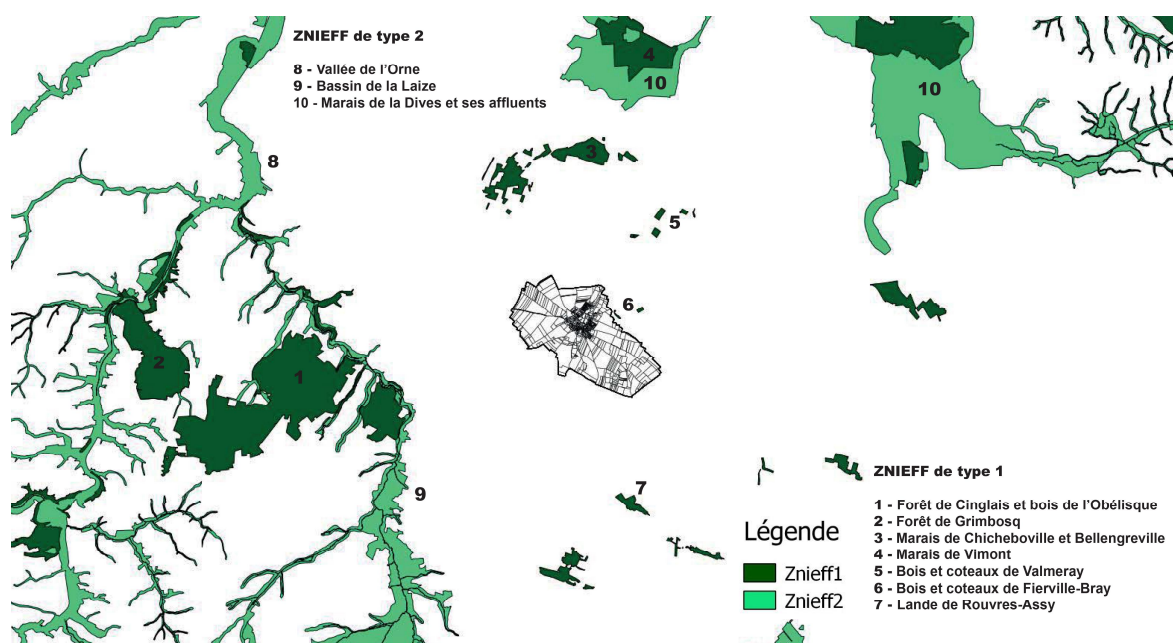 ZNIEFF de type 2
8 - Vallée de l'Orne
9 - Bassin de la Laize
10 - Marais de la Dives et ses affluents
4
10
10
8
3
5
6
2
1
9
7
ZNIEFF de type 1
1 - Forêt de Cinglais et bois de l'Obélisque
2 - Forêt de Grimbosq
3 - Marais de Chicheboville et Bellengreville
4 - Marais de Vimont
5 - Bois et coteaux de Valmeray
6 - Bois et coteaux de Fierville-Bray
7 - Lande de Rouvres-Assy
Légende
Znieff1
Znieff2